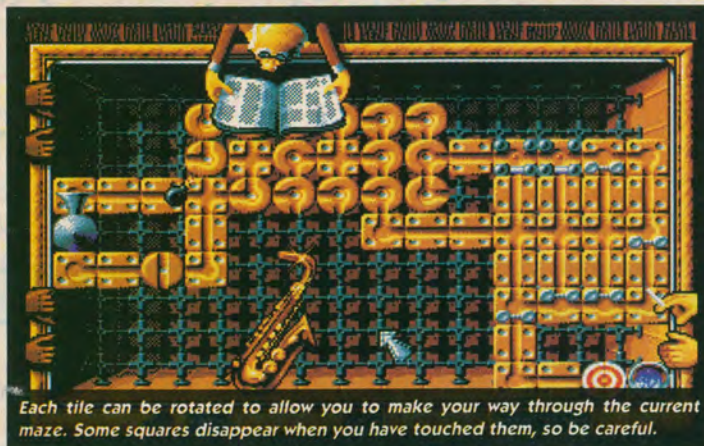 Each tile can be rotated to allow you to make your way through the current
maze. Some squares disappear when you have touched them, so be careful.